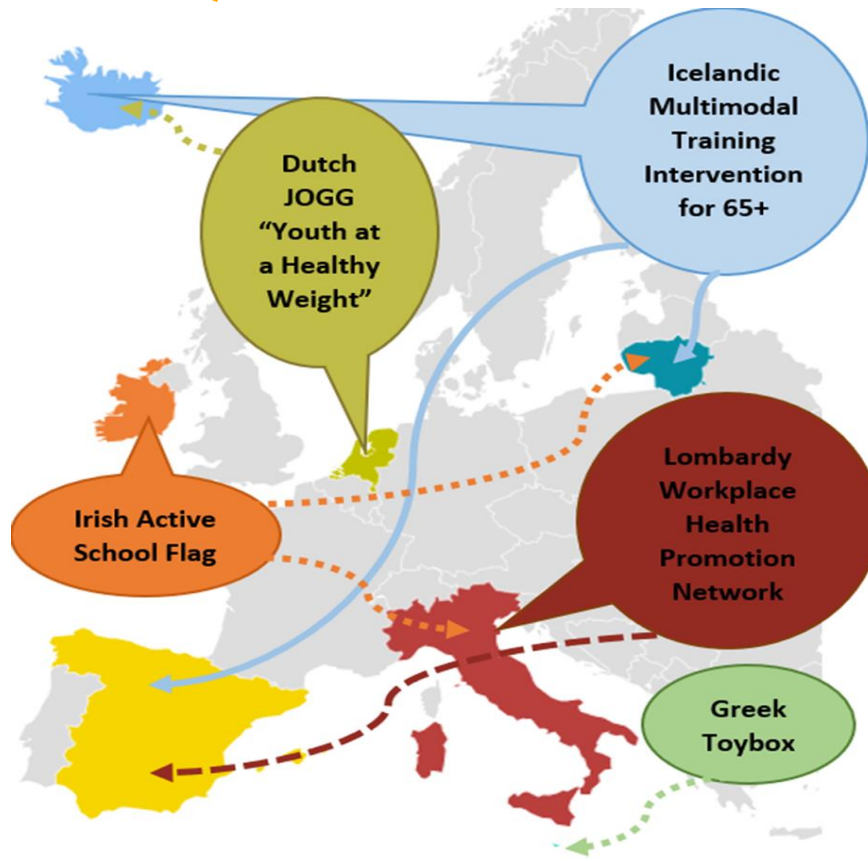 Icelandic
Multimodal
Training
Intervention
for 65+
Dutch
JOGG
“Youth at
a Healthy
Weight”
Irish Active
School Flag
Lombardy
Workplace
Health
Promotion
Network
Greek
Toybox